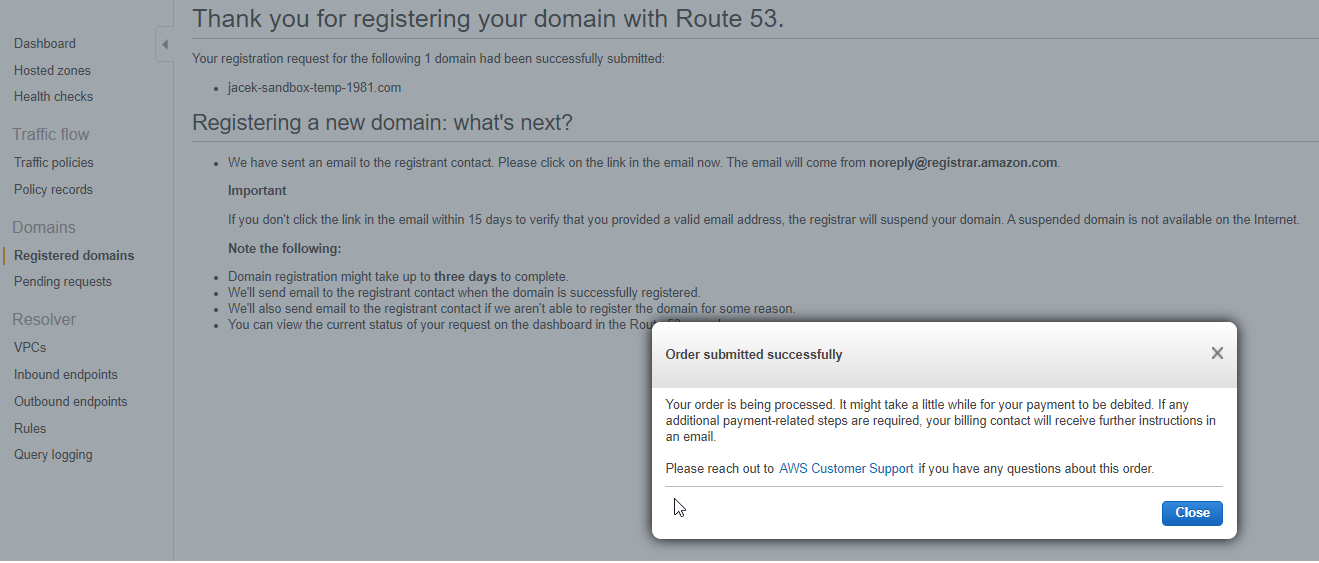 Thank you for registering your domain with Route 53.
Dashboard
Hosted zones
Health checks
Traffic flow
Traffic policies
Policy records
Domains
Registered domains
Pending requests
Resolver
VPCs
Inbound endpoints
Outbound endpoints
Rules
Query logging
Your registration request for the following 1 domain had been successfully submitted:
jacek-sandbox-temp-1981.com
Registering a new domain: what's next?
We have sent an email to the registrant contact. Please click on the link in the email now. The email will come from noreply@registrar.amazon.com.
Important
If you don't click the link in the email within 15 days to verify that you provided a valid email address, the registrar will suspend your domain. A suspended domain is not available on the Internet.
Note the following:
Domain registration might take up to three days to complete.
We'll send email to the registrant contact when the domain is successfully registered.
We'll also send email to the registrant contact if we aren't able to register the domain for some reason.
You can view the current status of your request on the dashboard in the
Order submitted successfully
Your order is being processed. It might take a little while for your payment to be debited. If any
additional payment-related steps are required, your billing contact will receive further instructions in
an email.
Please reach out to AWS Customer Support if you have any questions about this order.
Close